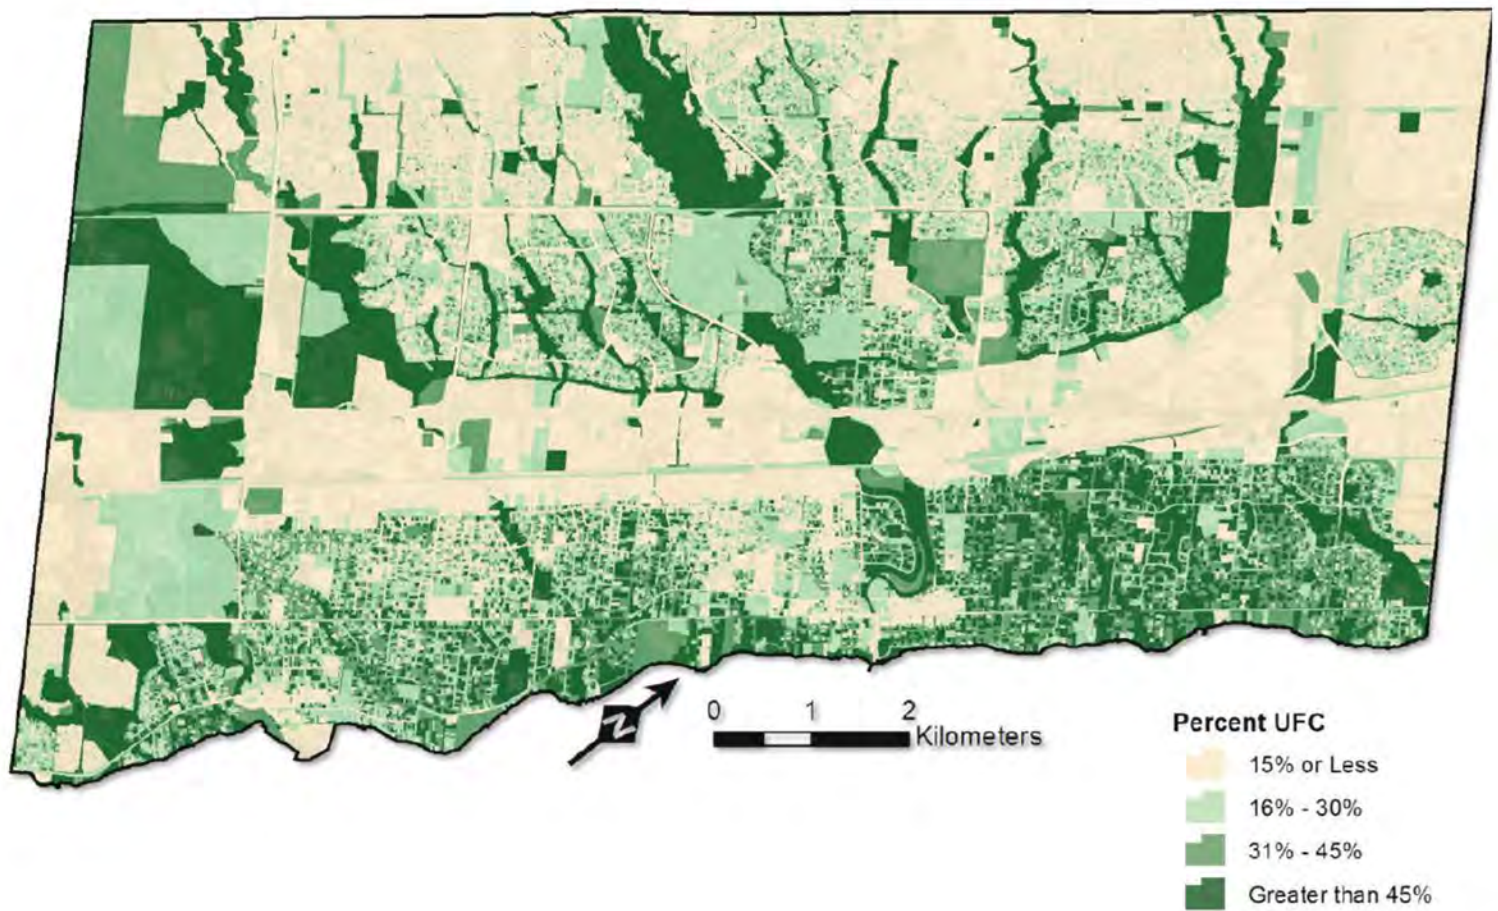 N
0 1 2
Kilometers
Percent UFC
15% or Less
16% - 30%
31% - 45%
Greater than 45%